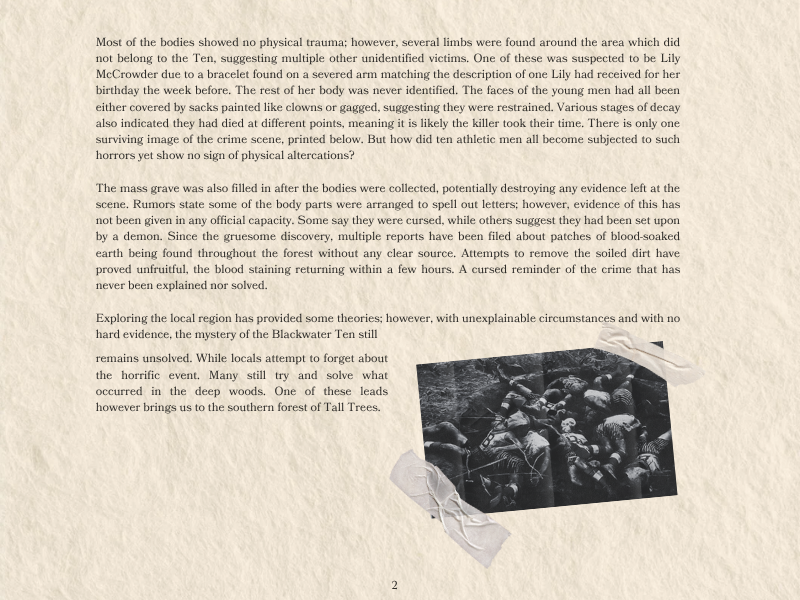 Most of the bodies showed no physical trauma; however, several limbs were found around the area which did
not belong to the Ten, suggesting multiple other unidentified victims. One of these was suspected to be Lily
McCrowder due to a bracelet found on a severed arm matching the description of one Lily had received for her
birthday the week before. The rest of her body was never identified. The faces of the young men had all been
either covered by sacks painted like clowns or gagged, suggesting they were restrained. Various stages of decay
also indicated they had died at different points, meaning it is likely the killer took their time. There is only one
surviving image of the crime scene, printed below. But how did ten athletic men all become subjected to such
horrors yet show no sign of physical altercations?
The mass grave was also filled in after the bodies were collected, potentially destroying any evidence left at the
scene. Rumors state some of the body parts were arranged to spell out letters; however, evidence of this has
not been given in any official capacity. Some say they were cursed, while others suggest they had been set upon
by a demon. Since the gruesome discovery, multiple reports have been filed about patches of blood-soaked
earth being found throughout the forest without any clear source. Attempts to remove the soiled dirt have
proved unfruitful, the blood staining returning within a few hours. A cursed reminder of the crime that has
never been explained nor solved.
Exploring the local region has provided some theories; however, with unexplainable circumstances and with no
hard evidence, the mystery of the Blackwater Ten still
remains unsolved. While locals attempt to forget about
the horrific event. Many still try and solve what
occurred in the deep woods. One of these leads
however brings us to the southern forest of Tall Trees.
2